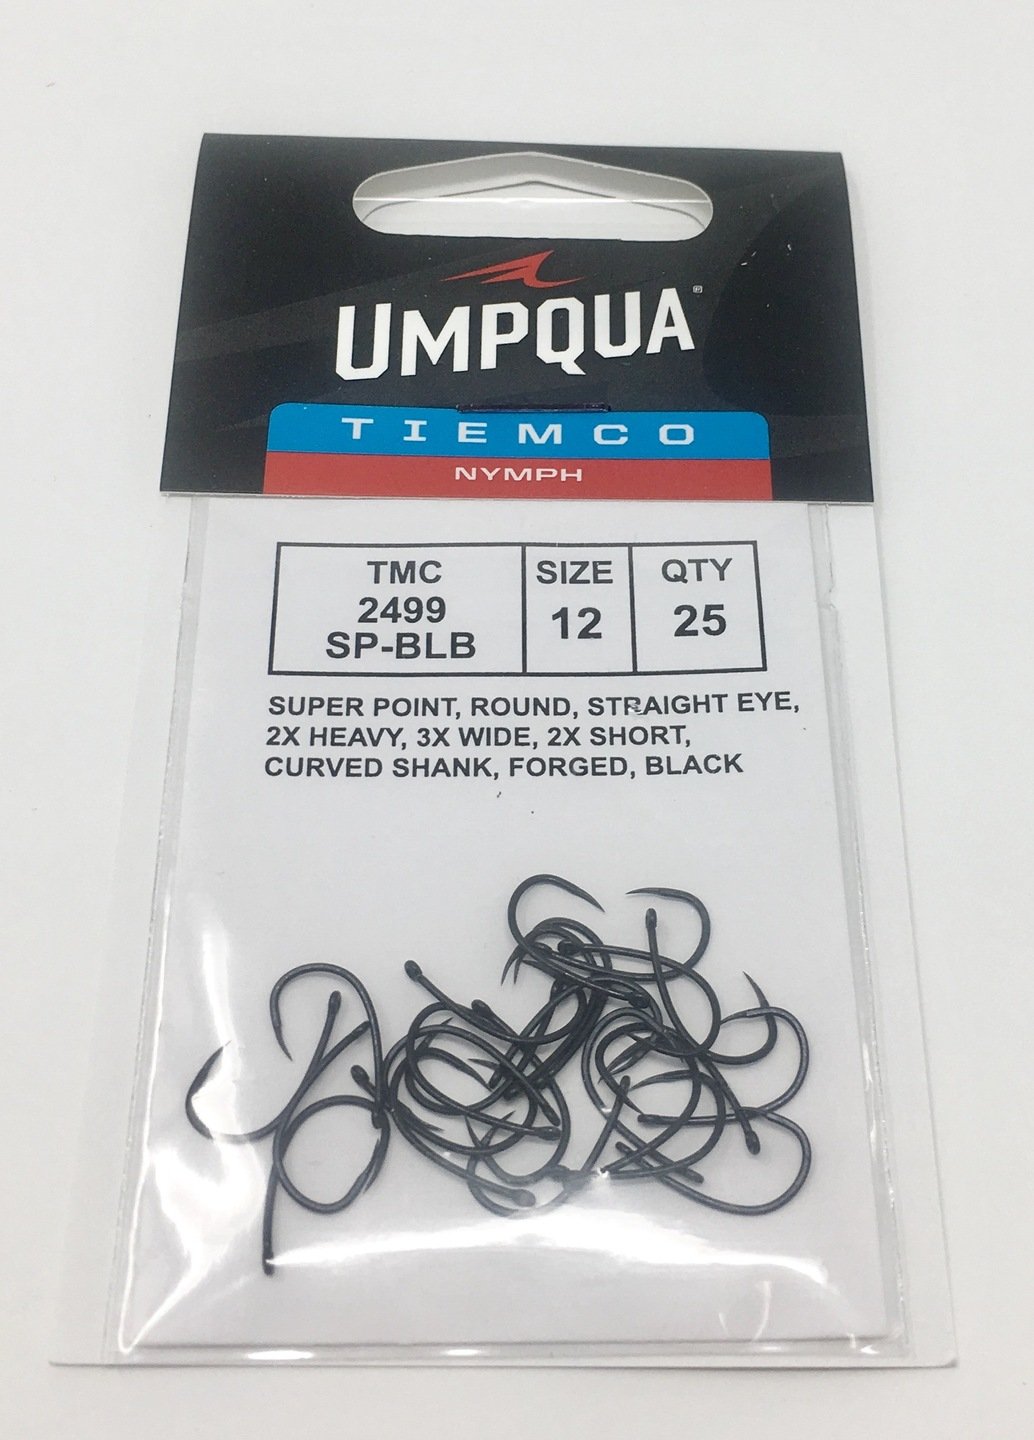 UMPQUA®
TIEMCO
NYMPH
TMC
2499
SP-BLB
SIZE
12
QTY
25
SUPER POINT, ROUND, STRAIGHT EYE,
2X HEAVY, 3X WIDE, 2X SHORT,
CURVED SHANK, FORGED, BLACK